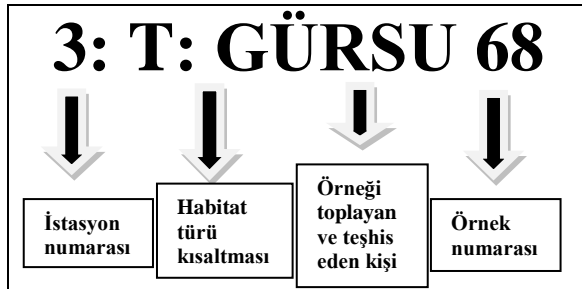 3: T: GÜRSU 68
İstasyon
numarası
Habitat
türü
kısaltması
Örneği
toplayan
ve teşhis
eden kişi
Örnek
numarası